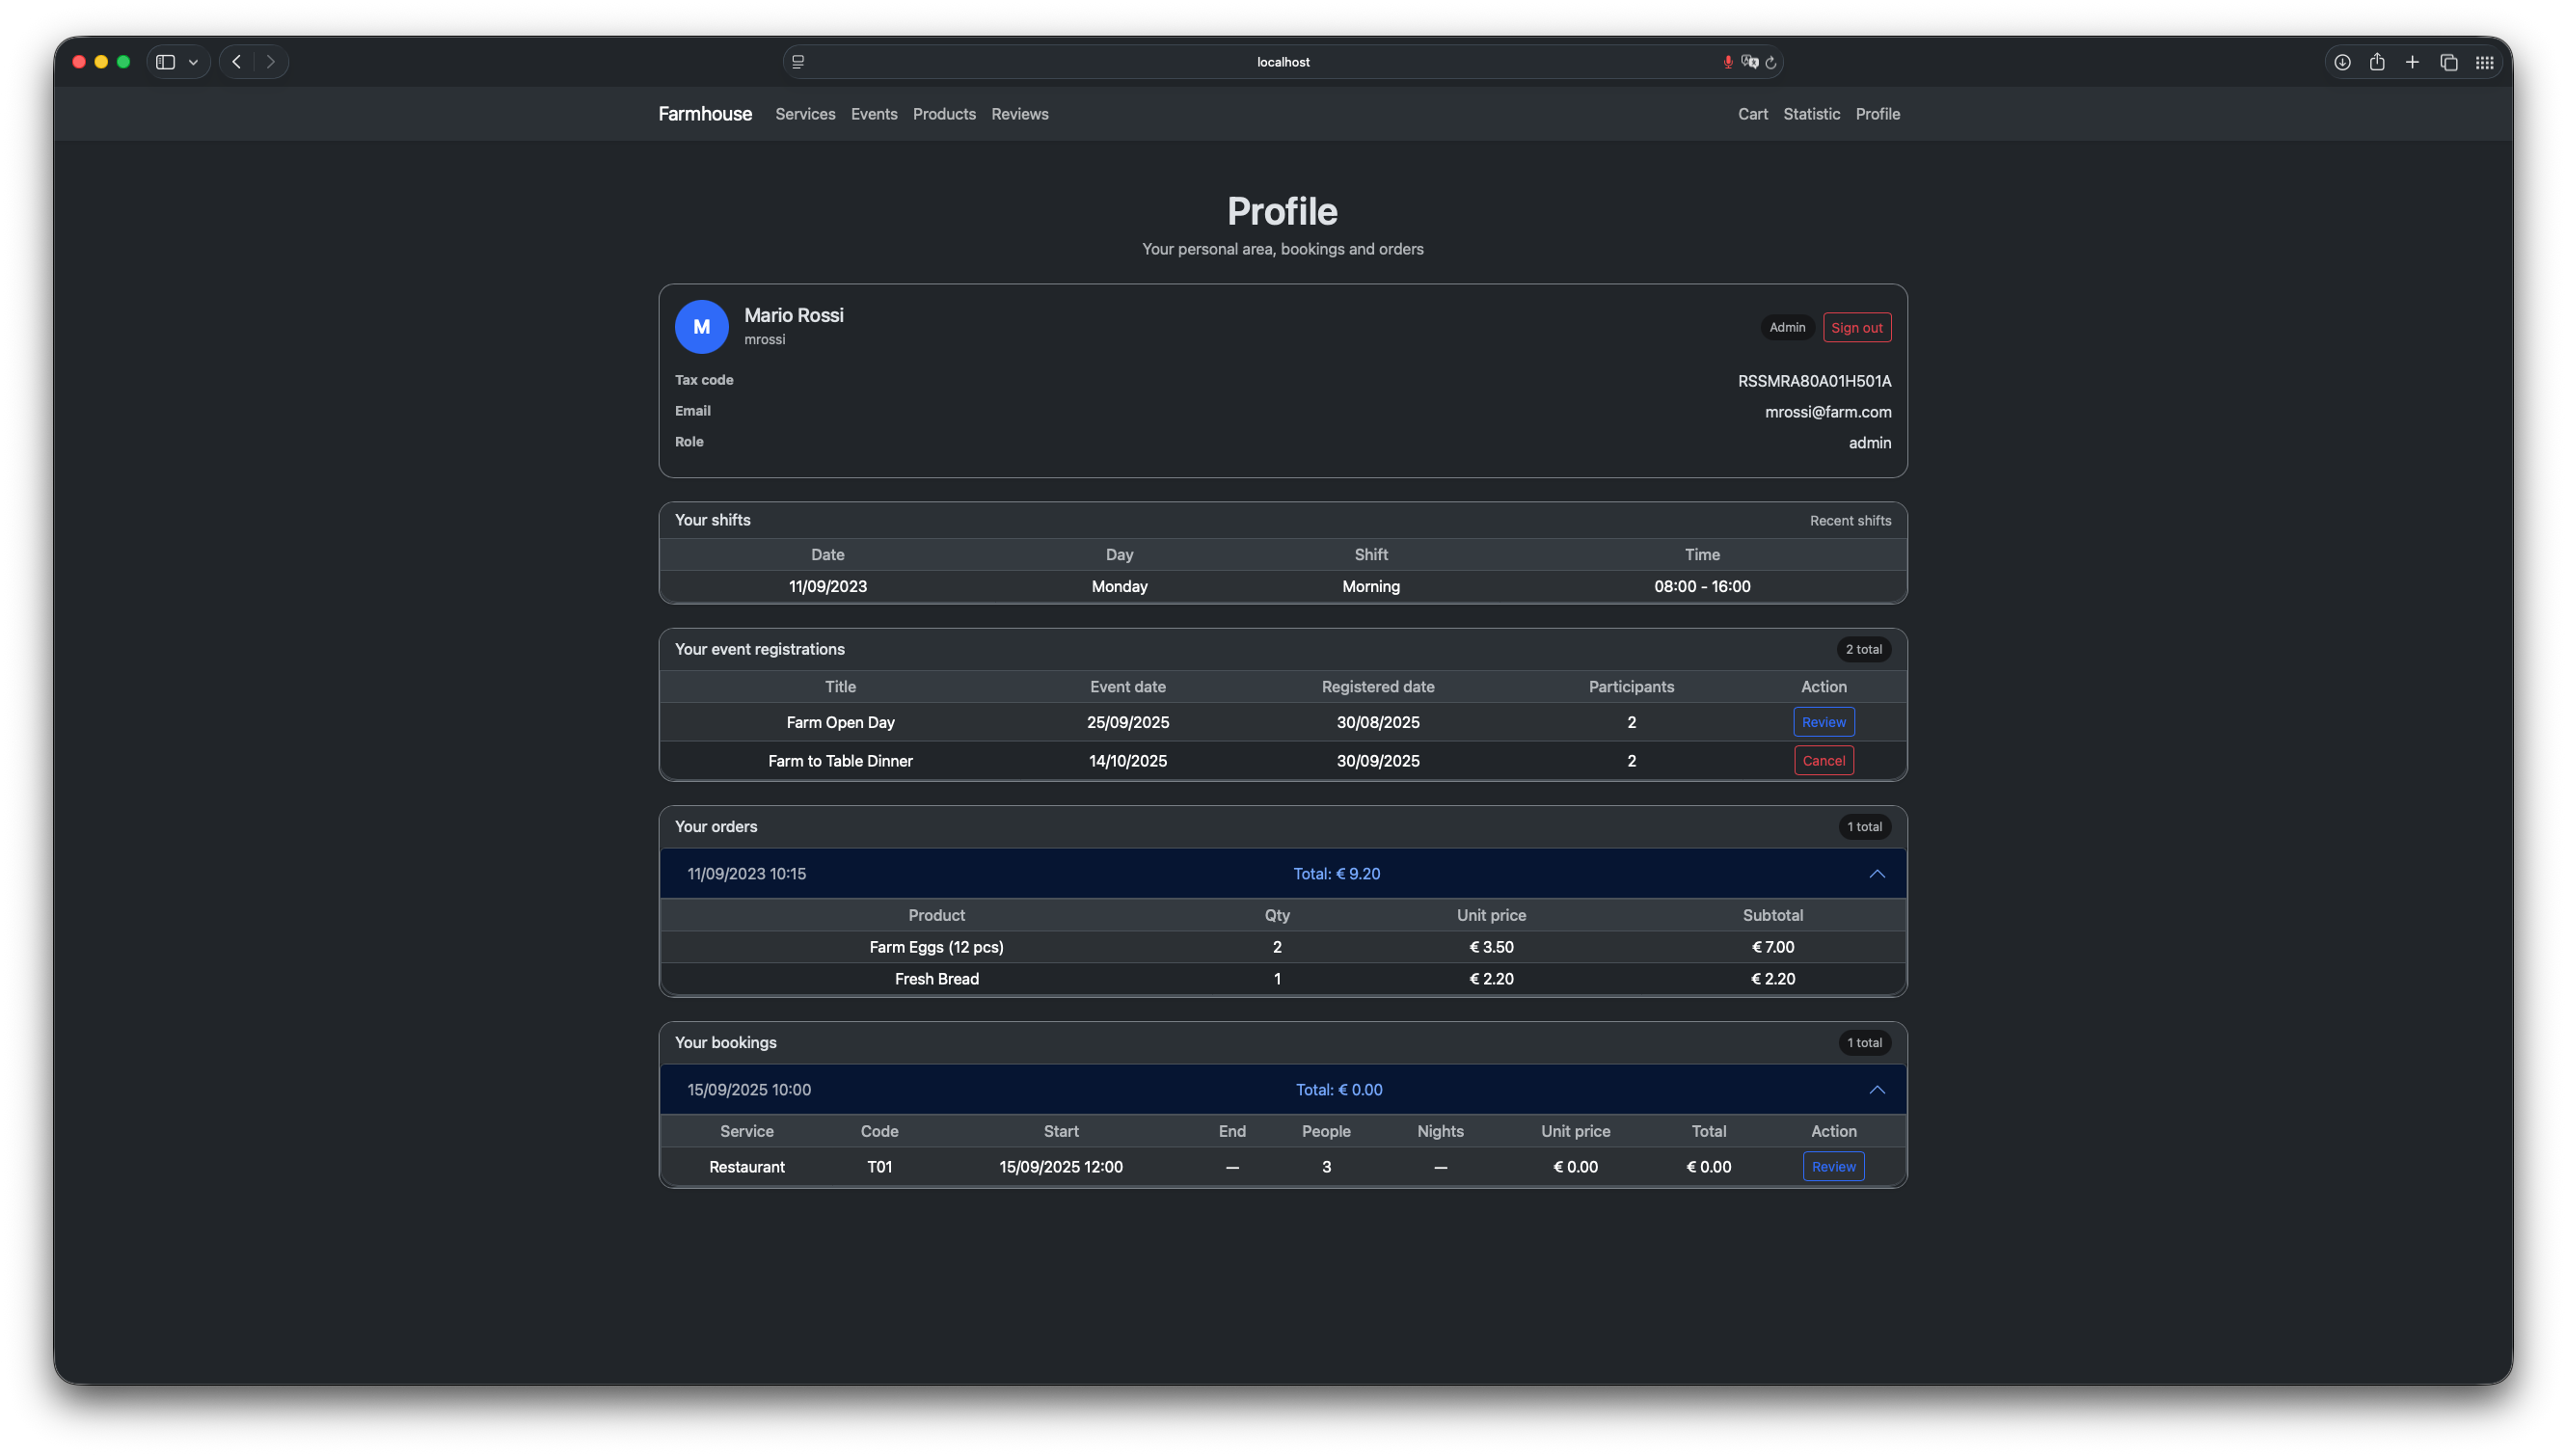 localhost
Farmhouse Services Events Products Reviews Cart Statistic Profile
Profile
Your personal area, bookings and orders
M
Mario Rossi
mrossi
Admin Sign out
Tax code RSSMRA80A01H501A
Email mrossi@farm.com
Role admin
Your shifts Recent shifts
Date Day Shift Time
11/09/2023 Monday Morning 08:00 - 16:00
Your event registrations 2 total
Title Event date Registered date Participants Action
Farm Open Day 25/09/2025 30/08/2025 2 Review
Farm to Table Dinner 14/10/2025 30/09/2025 2 Cancel
Your orders 1 total
11/09/2023 10:15 Total: € 9.20
Product Qty Unit price Subtotal
Farm Eggs (12 pcs) 2 € 3.50 € 7.00
Fresh Bread 1 € 2.20 € 2.20
Your bookings 1 total
15/09/2025 10:00 Total: € 0.00
Service Code Start End People Nights Unit price Total Action
Restaurant T01 15/09/2025 12:00 — 3 — € 0.00 € 0.00 Review